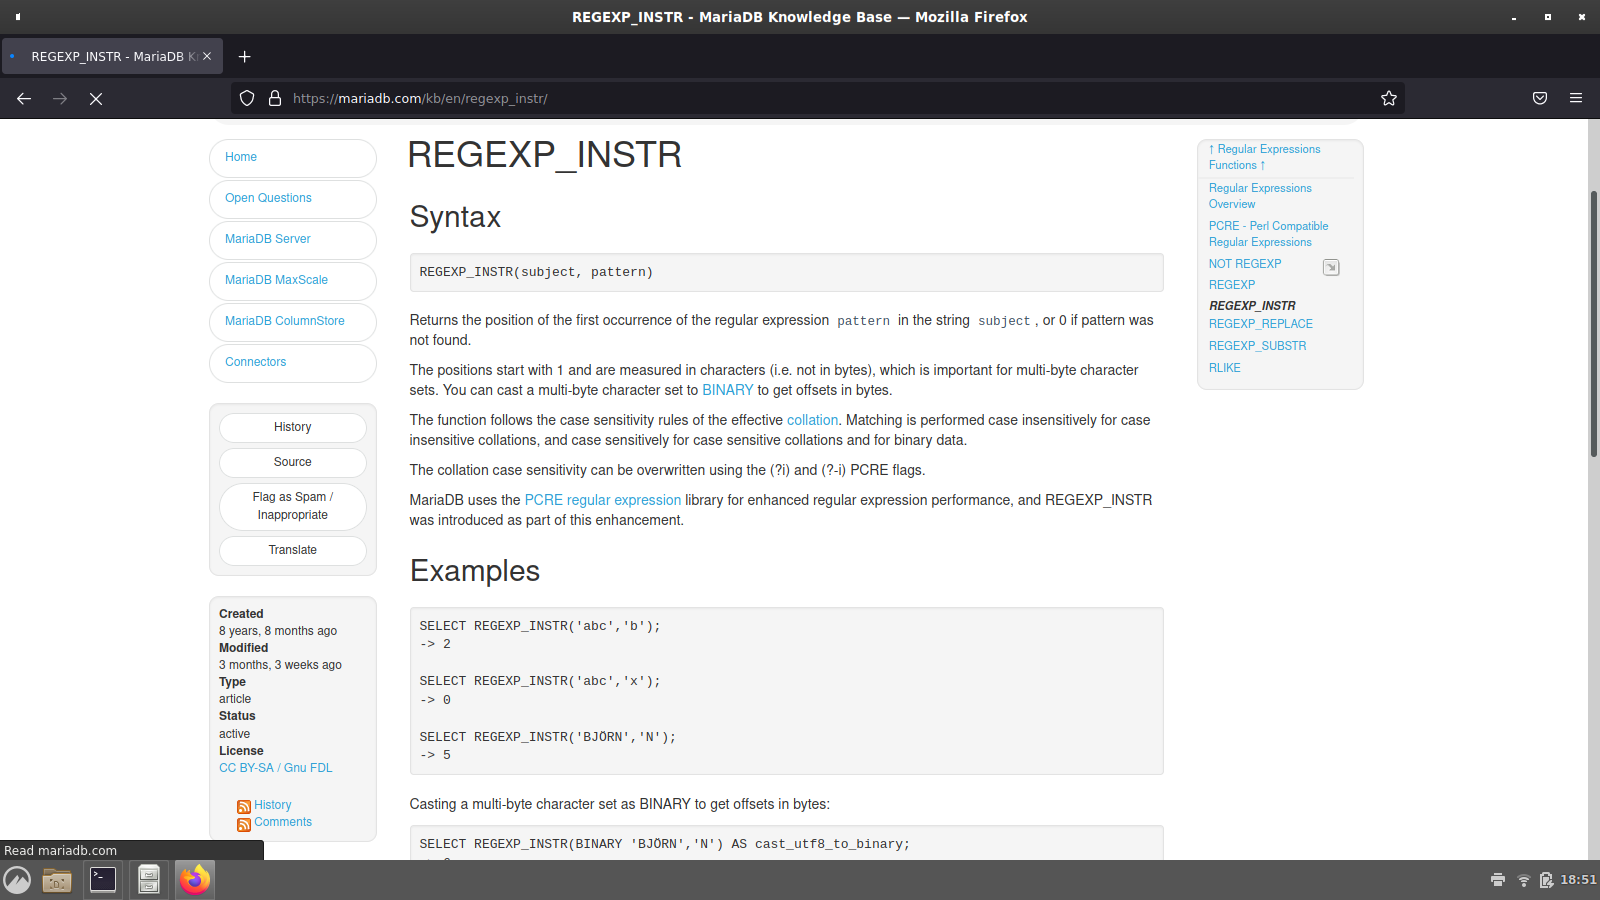 REGEXP_INSTR - MariaDB Knowledge Base — Mozilla Firefox
REGEXP_INSTR - MariaDB Kn
https://mariadb.com/kb/en/regexp_instr/
Home
Open Questions
MariaDB Server
MariaDB MaxScale
MariaDB ColumnStore
Connectors
History
Source
Flag as Spam /
Inappropriate
Translate
Created
8 years, 8 months ago
Modified
3 months, 3 weeks ago
Type
article
Status
active
License
CC BY-SA / Gnu FDL
History
Comments
REGEXP_INSTR
Syntax
REGEXP_INSTR(subject, pattern)
Returns the position of the first occurrence of the regular expression pattern in the string subject, or 0 if pattern was
not found.
The positions start with 1 and are measured in characters (i.e. not in bytes), which is important for multi-byte character
sets. You can cast a multi-byte character set to BINARY to get offsets in bytes.
The function follows the case sensitivity rules of the effective collation. Matching is performed case insensitively for case
insensitive collations, and case sensitively for case sensitive collations and for binary data.
The collation case sensitivity can be overwritten using the (?i) and (?-i) PCRE flags.
MariaDB uses the PCRE regular expression library for enhanced regular expression performance, and REGEXP_INSTR
was introduced as part of this enhancement.
Examples
SELECT REGEXP_INSTR('abc','b');
-> 2
SELECT REGEXP_INSTR('abc','x');
-> 0
SELECT REGEXP_INSTR('BJÖRN','N');
-> 5
Casting a multi-byte character set as BINARY to get offsets in bytes:
SELECT REGEXP_INSTR(BINARY 'BJÖRN','N') AS cast_utf8_to_binary;
↑ Regular Expressions
Functions ↑
Regular Expressions
Overview
PCRE - Perl Compatible
Regular Expressions
NOT REGEXP
REGEXP
REGEXP_INSTR
REGEXP_REPLACE
REGEXP_SUBSTR
RLIKE
Read mariadb.com
18:51